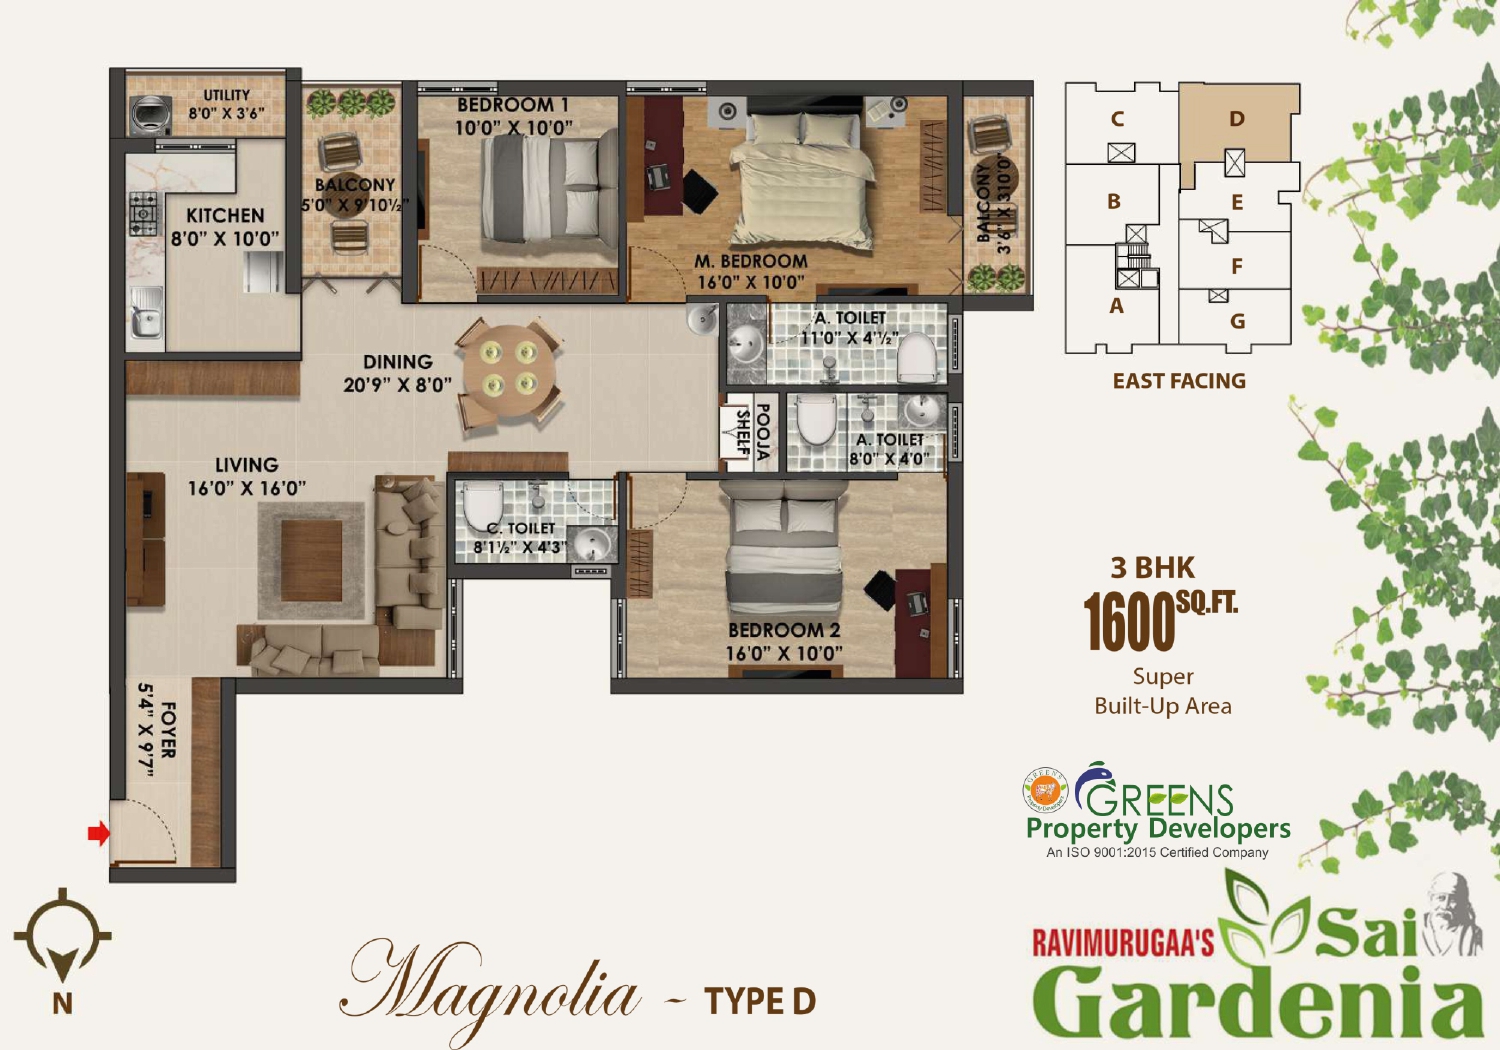 UTILITY
8'0" X 3'6"
BEDROOM 1
10'0" X 10'0"
BALCONY
5'0" X 9'10½"
KITCHEN
8'0" X 10'0"
M. BEDROOM
16'0" X 10'0"
BALCONY
3'6" X 310'0"
A. TOILET
11'0" X 4'½"
DINING
20'9" X 8'0"
POOJA
SHELF
A. TOILET
8'0" X 4'0"
LIVING
16'0" X 16'0"
C. TOILET
8'1½" X 4'3"
BEDROOM 2
16'0" X 10'0"
FOYER
5'4" X 9'7"
N
Magnolia - TYPE D
C
D
B
E
F
A
G
EAST FACING
3 BHK
1600 SQ.FT.
Super
Built-Up Area
GREENS
Property Developers
An ISO 9001:2015 Certified Company
RAVIMURUGAA'S
Sai
Gardenia